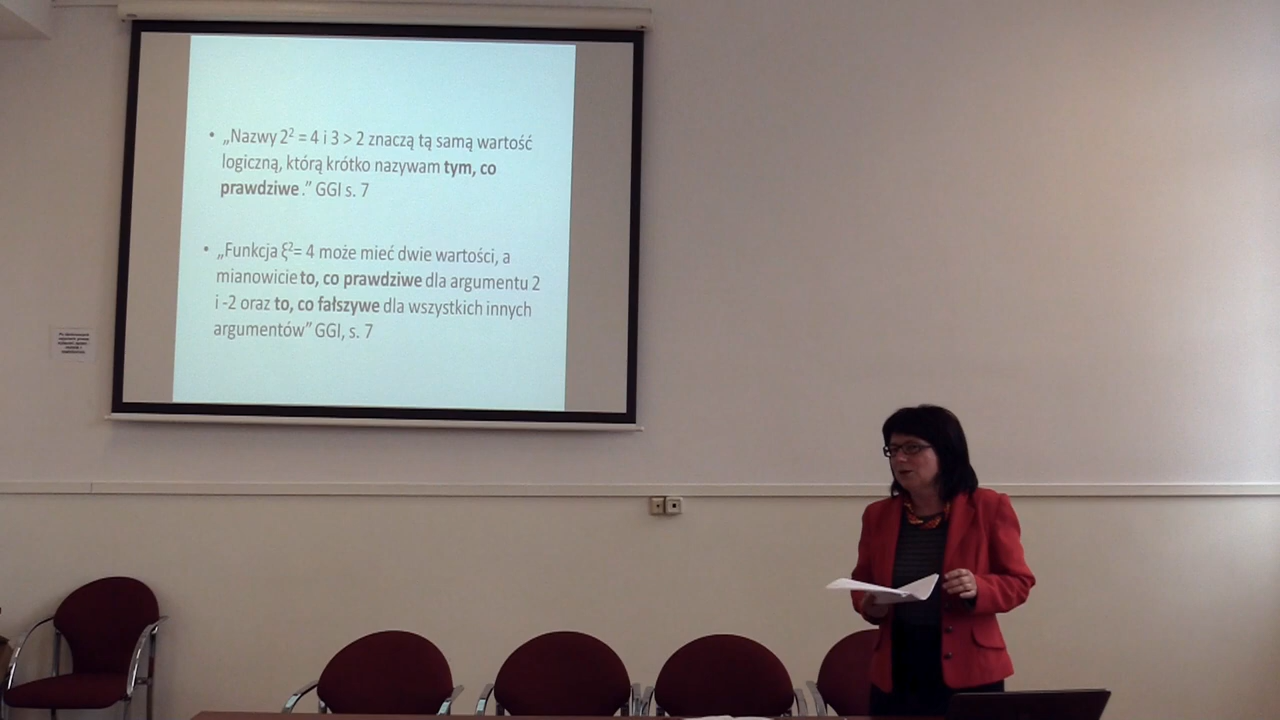 • „Nazwy 2² = 4 i 3 > 2 znaczą tą samą wartość
logiczną, którą krótko nazywam tym, co
prawdziwe.” GGI s. 7
• „Funkcja ξ²= 4 może mieć dwie wartości, a
mianowicie to, co prawdziwe dla argumentu 2
i -2 oraz to, co fałszywe dla wszystkich innych
argumentów” GGI, s. 7